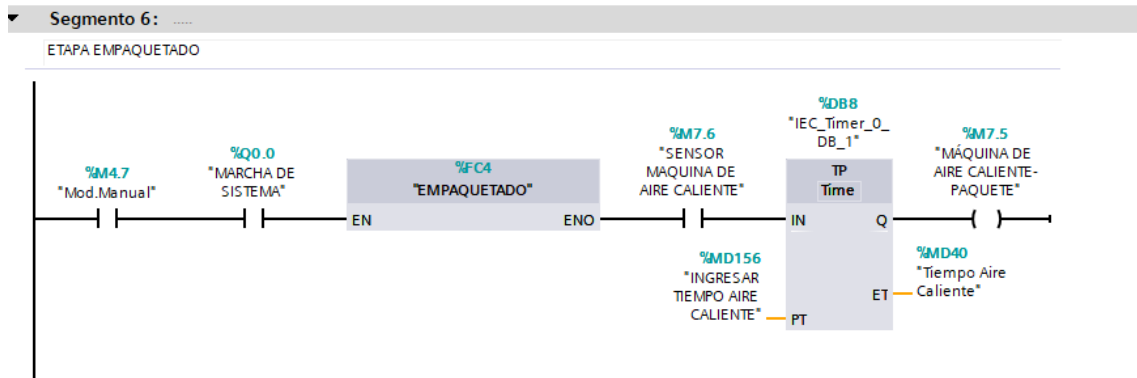 Segmento 6: .....
ETAPA EMPAQUETADO
%M4.7
"Mod.Manual"
%Q0.0
"MARCHA DE
SISTEMA"
%FC4
"EMPAQUETADO"
EN
ENO
%M7.6
"SENSOR
MAQUINA DE
AIRE CALIENTE"
%DB8
"IEC_Timer_0_
DB_1"
TP
Time
IN
Q
%MD156
"INGRESAR
TIEMPO AIRE
CALIENTE"
PT
ET
%M7.5
"MÁQUINA DE
AIRE CALIENTE-
PAQUETE"
%MD40
"Tiempo Aire
Caliente"